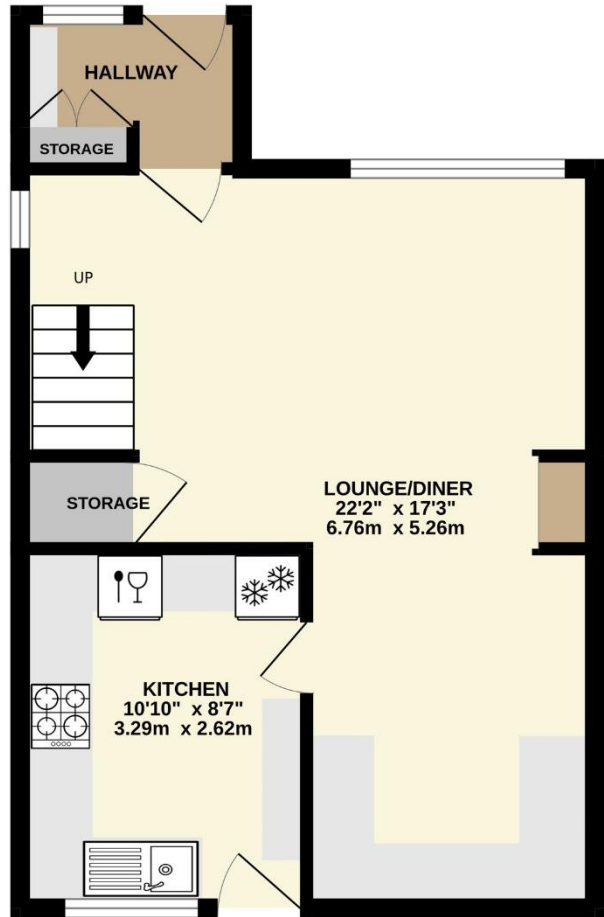 HALLWAY
STORAGE
UP
STORAGE
LOUNGE/DINER
22'2" x 17'3"
6.76m x 5.26m
KITCHEN
10'10" x 8'7"
3.29m x 2.62m